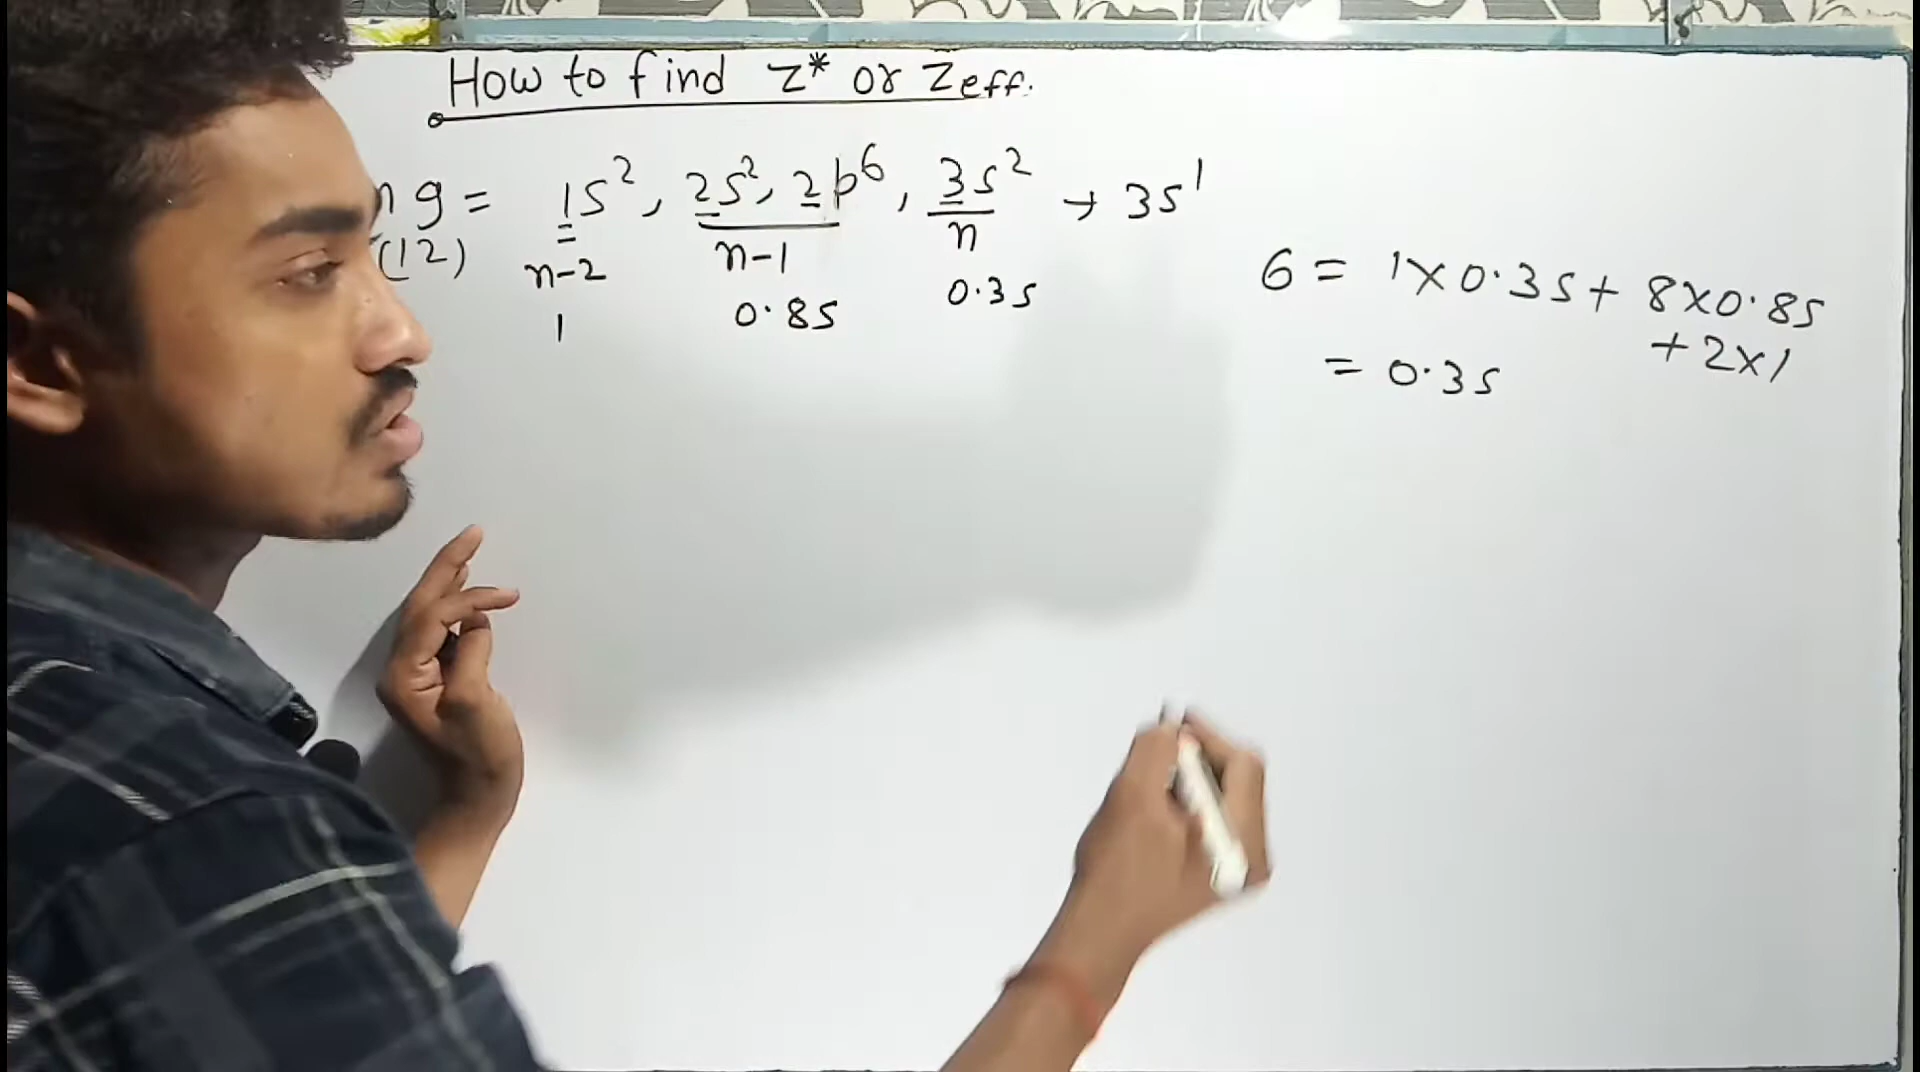 How to find Z* or Zeff.
g = 1s², 2s², 2p⁶, 3s² → 3s¹
(12) n-2 n-1 n
1 0.85 0.35
6 = 1×0.35 + 8×0.85
+ 2×1
= 0.35